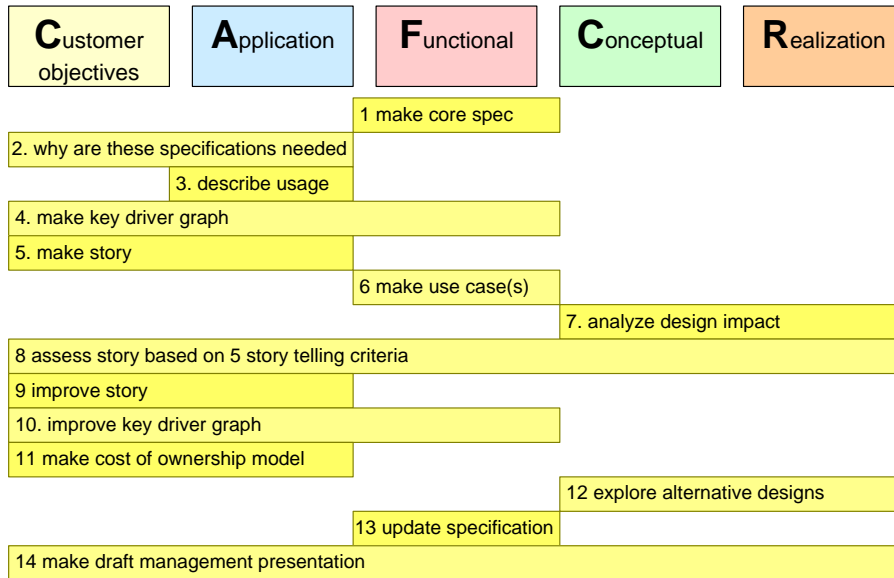 Customer
objectives
Application
Functional
Conceptual
Realization
1 make core spec
2. why are these specifications needed
3. describe usage
4. make key driver graph
5. make story
6 make use case(s)
7. analyze design impact
8 assess story based on 5 story telling criteria
9 improve story
10. improve key driver graph
11 make cost of ownership model
12 explore alternative designs
13 update specification
14 make draft management presentation